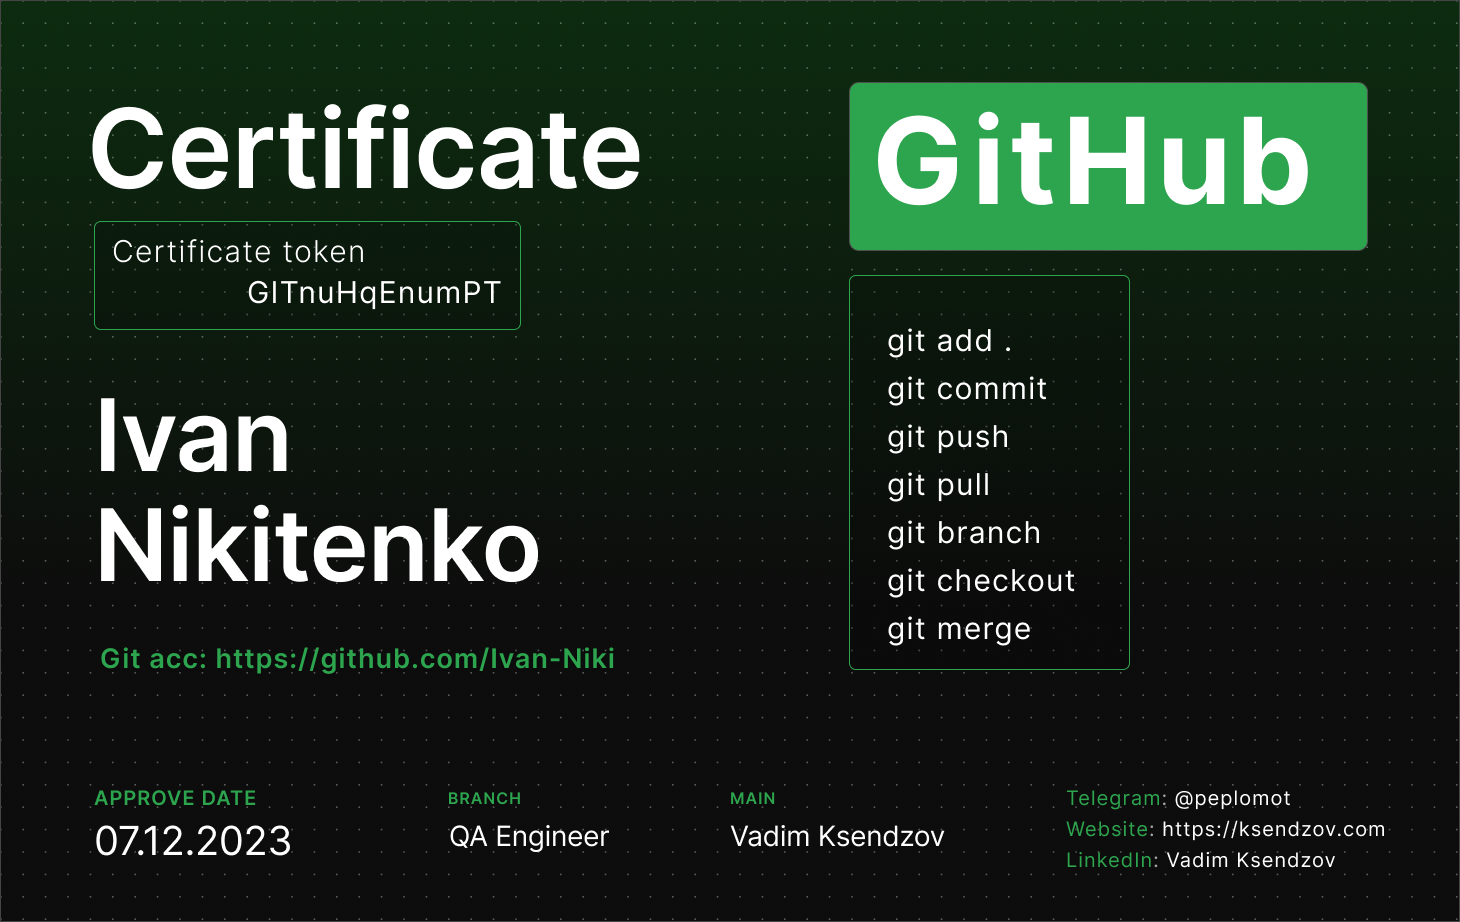 Certificate
Certificate token
GITnuHqEnumPT
Ivan
Nikitenko
Git acc: https://github.com/Ivan-Niki
GitHub
git add .
git commit
git push
git pull
git branch
git checkout
git merge
APPROVE DATE
07.12.2023
BRANCH
QA Engineer
MAIN
Vadim Ksendzov
Telegram: @peplomot
Website: https://ksendzov.com
LinkedIn: Vadim Ksendzov